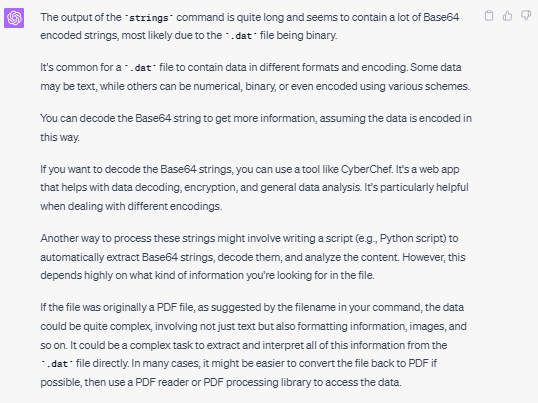 The output of the `strings` command is quite long and seems to contain a lot of Base64
encoded strings, most likely due to the `.dat` file being binary.
It's common for a `.dat` file to contain data in different formats and encoding. Some data
may be text, while others can be numerical, binary, or even encoded using various schemes.
You can decode the Base64 string to get more information, assuming the data is encoded in
this way.
If you want to decode the Base64 strings, you can use a tool like CyberChef. It's a web app
that helps with data decoding, encryption, and general data analysis. It's particularly helpful
when dealing with different encodings.
Another way to process these strings might involve writing a script (e.g., Python script) to
automatically extract Base64 strings, decode them, and analyze the content. However, this
depends highly on what kind of information you're looking for in the file.
If the file was originally a PDF file, as suggested by the filename in your command, the data
could be quite complex, involving not just text but also formatting information, images, and
so on. It could be a complex task to extract and interpret all of this information from the
`.dat` file directly. In many cases, it might be easier to convert the file back to PDF if
possible, then use a PDF reader or PDF processing library to access the data.